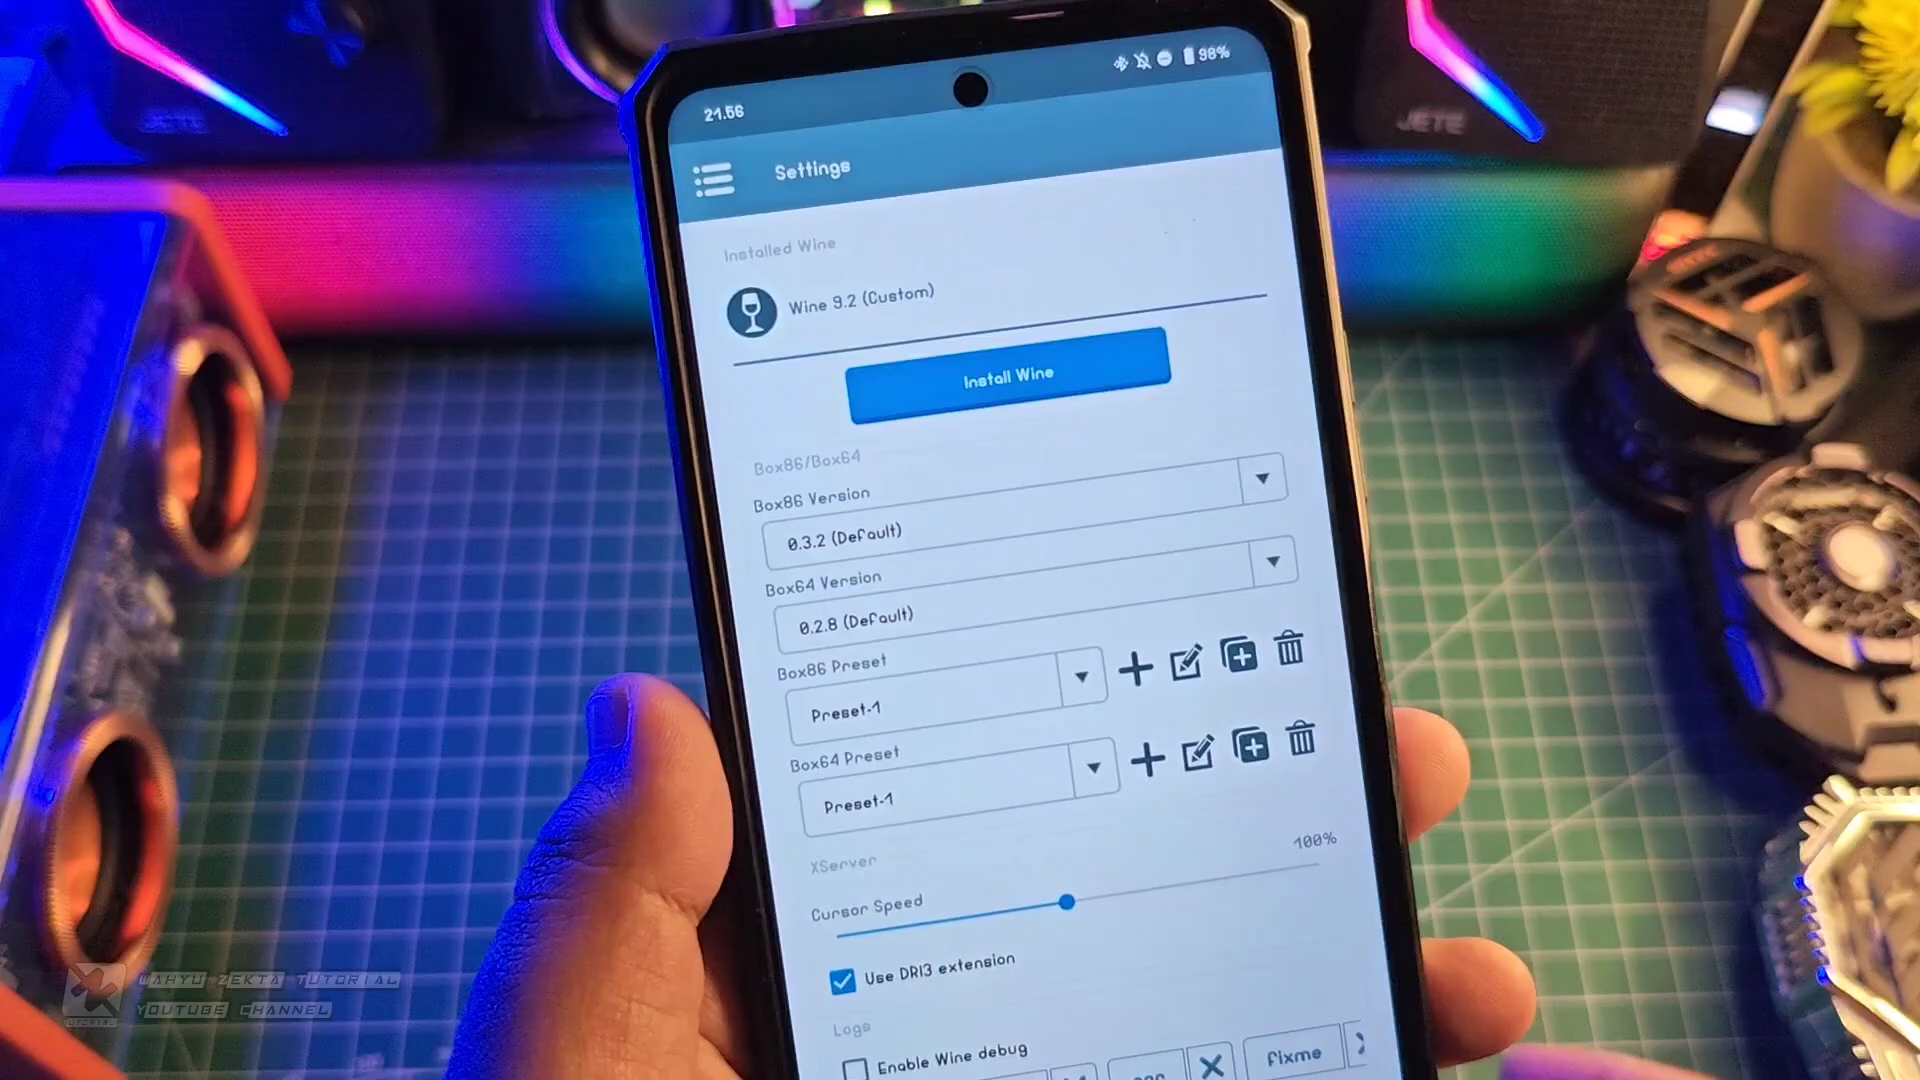 JETE
JETE
21.56
98%
Settings
Installed Wine
Wine 9.2 (Custom)
Install Wine
Box86/Box64
Box86 Version
0.3.2 (Default)
Box64 Version
0.2.8 (Default)
Box86 Preset
Preset-1
Box64 Preset
Preset-1
XServer
100%
Cursor Speed
Use DRI3 extension
Logs
Enable Wine debug
fixme
WAHYU ZEKTA TUTORIAL
YOUTUBE CHANNEL
TUTORIAL